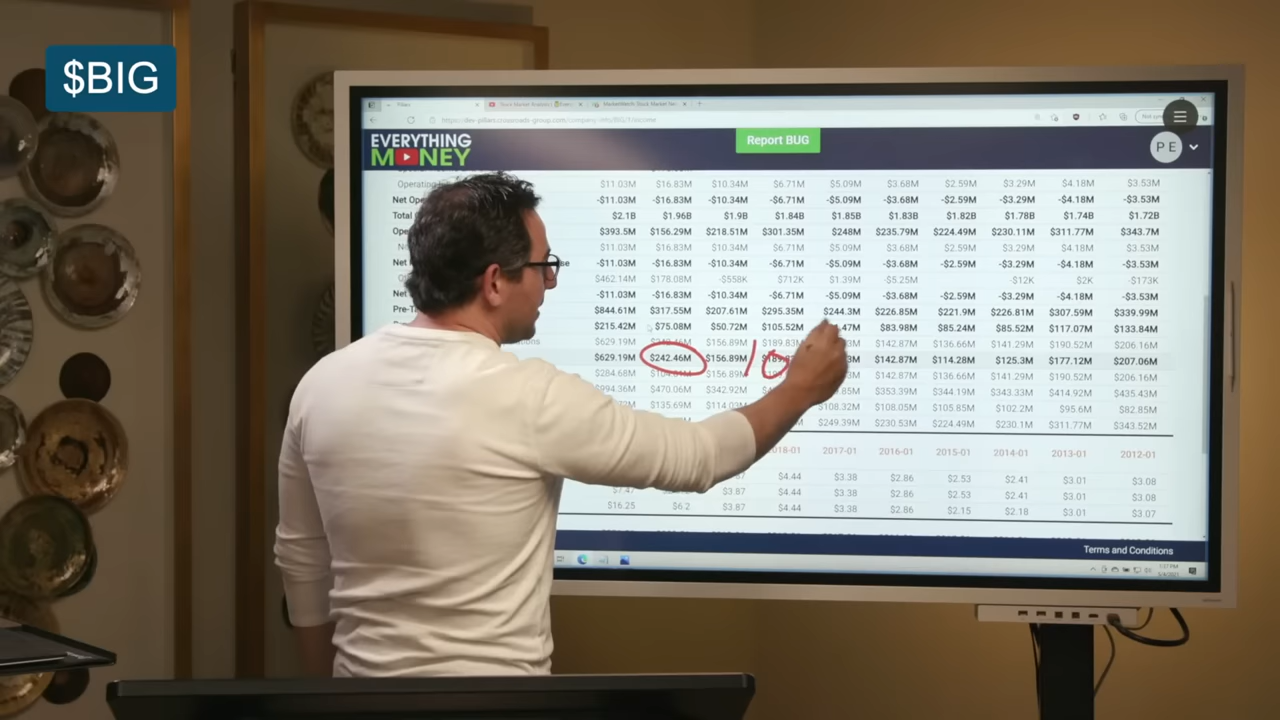 $BIG
EVERYTHING
MONEY
Report BUG
P E
$11.03M $16.83M $10.34M $6.71M $5.09M $3.68M $2.59M $3.29M $4.18M $3.53M
-$11.03M -$16.83M -$10.34M -$6.71M -$5.09M -$3.68M -$2.59M -$3.29M -$4.18M -$3.53M
$2.1B $1.96B $1.9B $1.84B $1.85B $1.83B $1.82B $1.78B $1.74B $1.72B
$393.5M $156.29M $218.51M $301.35M $248M $235.79M $224.49M $230.11M $311.77M $343.7M
$11.03M $16.83M $10.34M $6.71M $5.09M $3.68M $2.59M $3.29M $4.18M $3.53M
-$11.03M -$16.83M -$10.34M -$6.71M -$5.09M -$3.68M -$2.59M -$3.29M -$4.18M -$3.53M
$462.14M $178.08M -$558K $712K $1.39M -$5.25M -$12K $2K -$173K
-$11.03M -$16.83M -$10.34M -$6.71M -$5.09M -$3.68M -$2.59M -$3.29M -$4.18M -$3.53M
$844.61M $317.55M $207.61M $295.35M $244.3M $226.85M $221.9M $226.81M $307.59M $339.99M
$215.42M $75.08M $50.72M $105.52M $83.98M $85.24M $85.52M $117.07M $133.84M
$629.19M $156.89M $189.83M $142.87M $136.66M $141.29M $190.52M $206.16M
$629.19M $242.46M $156.89M 10 $142.87M $114.28M $125.3M $177.12M $207.06M
$284.68M $156.89M $142.87M $136.66M $141.29M $190.52M $206.16M
$994.36M $470.06M $342.92M $353.39M $344.19M $343.33M $414.92M $435.43M
$135.69M $114.03M $108.32M $108.05M $105.85M $102.2M $95.6M $82.85M
$249.39M $230.53M $224.49M $230.1M $311.77M $343.52M
2017-01 2016-01 2015-01 2014-01 2013-01 2012-01
$4.44 $3.38 $2.86 $2.53 $2.41 $3.01 $3.08
$3.87 $4.44 $3.38 $2.86 $2.53 $2.41 $3.01 $3.08
$16.25 $6.2 $3.87 $4.44 $3.38 $2.86 $2.15 $2.18 $3.01 $3.07
Terms and Conditions